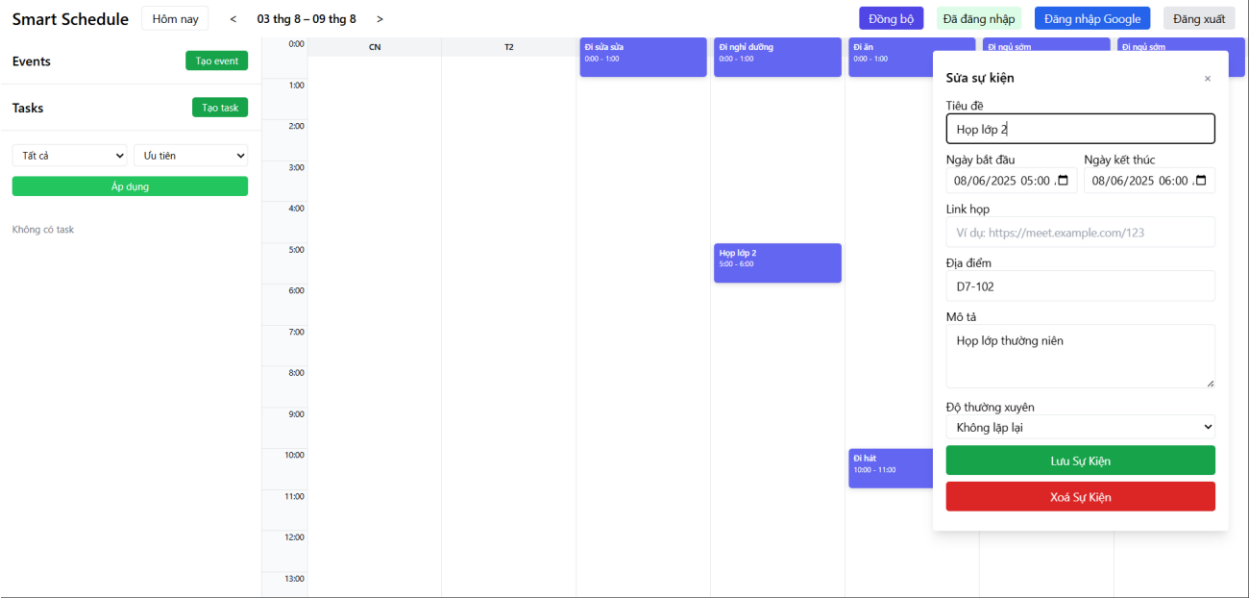 Smart Schedule Hôm nay < 03 thg 8 – 09 thg 8 > Đồng bộ Đã đăng nhập Đăng nhập Google Đăng xuất
Events Tạo event
Tasks Tạo task
Tất cả Ưu tiên
Áp dụng
Không có task
0:00 CN T2
1:00
2:00
3:00
4:00
5:00
6:00
7:00
8:00
9:00
10:00
11:00
12:00
13:00
Đi sửa sửa
0:00 - 1:00
Đi nghỉ dưỡng
0:00 - 1:00
Đi ăn
0:00 - 1:00
Đi ngủ sớm
Đi ngủ sớm
Họp lớp 2
5:00 - 6:00
Đi hát
10:00 - 11:00
Sửa sự kiện ×
Tiêu đề
Họp lớp 2
Ngày bắt đầu Ngày kết thúc
08/06/2025 05:00 08/06/2025 06:00
Link họp
Ví dụ: https://meet.example.com/123
Địa điểm
D7-102
Mô tả
Họp lớp thường niên
Độ thường xuyên
Không lặp lại
Lưu Sự Kiện
Xoá Sự Kiện